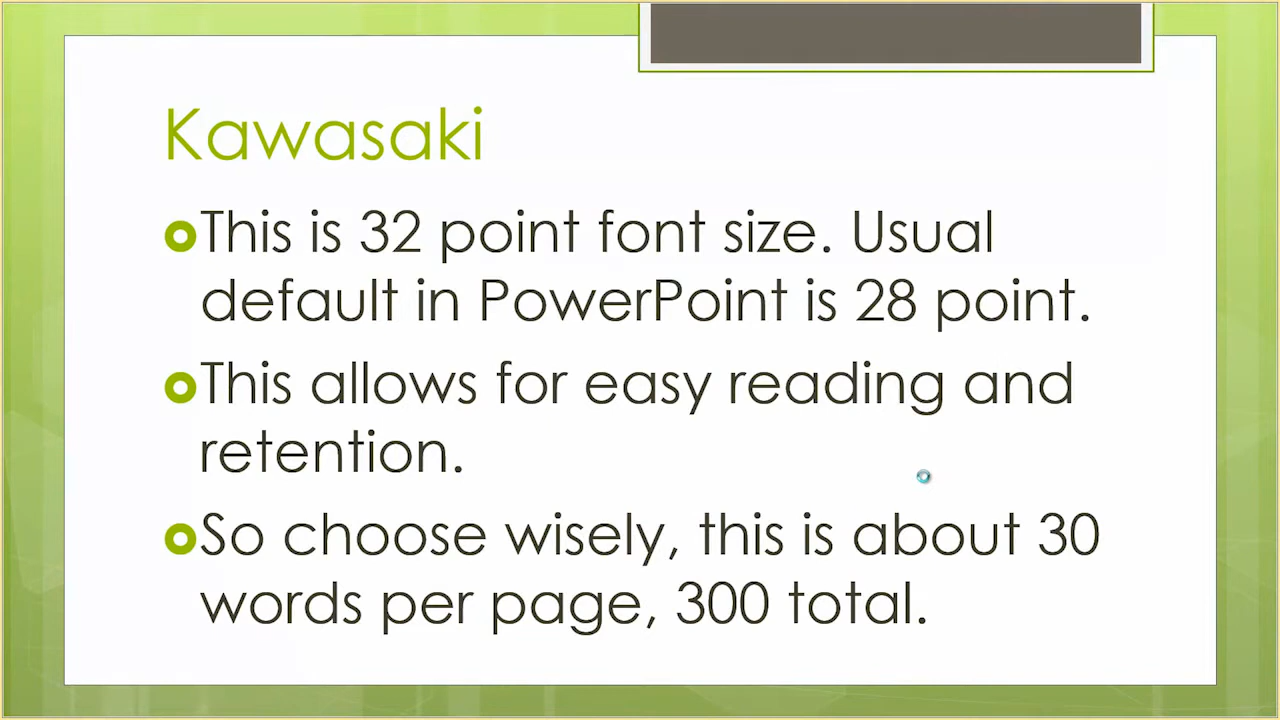 Kawasaki
This is 32 point font size. Usual
default in PowerPoint is 28 point.
This allows for easy reading and
retention.
So choose wisely, this is about 30
words per page, 300 total.